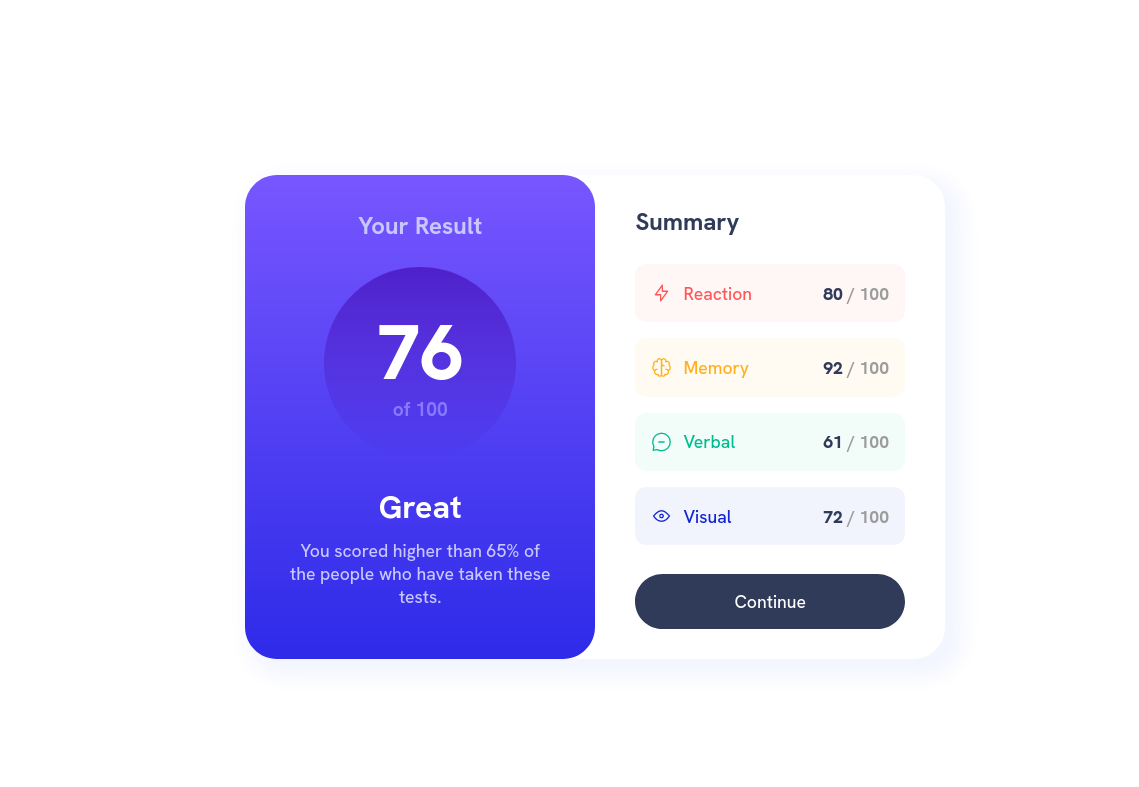 Your Result
76
of 100
Great
You scored higher than 65% of
the people who have taken these
tests.
Summary
Reaction 80 / 100
Memory 92 / 100
Verbal 61 / 100
Visual 72 / 100
Continue